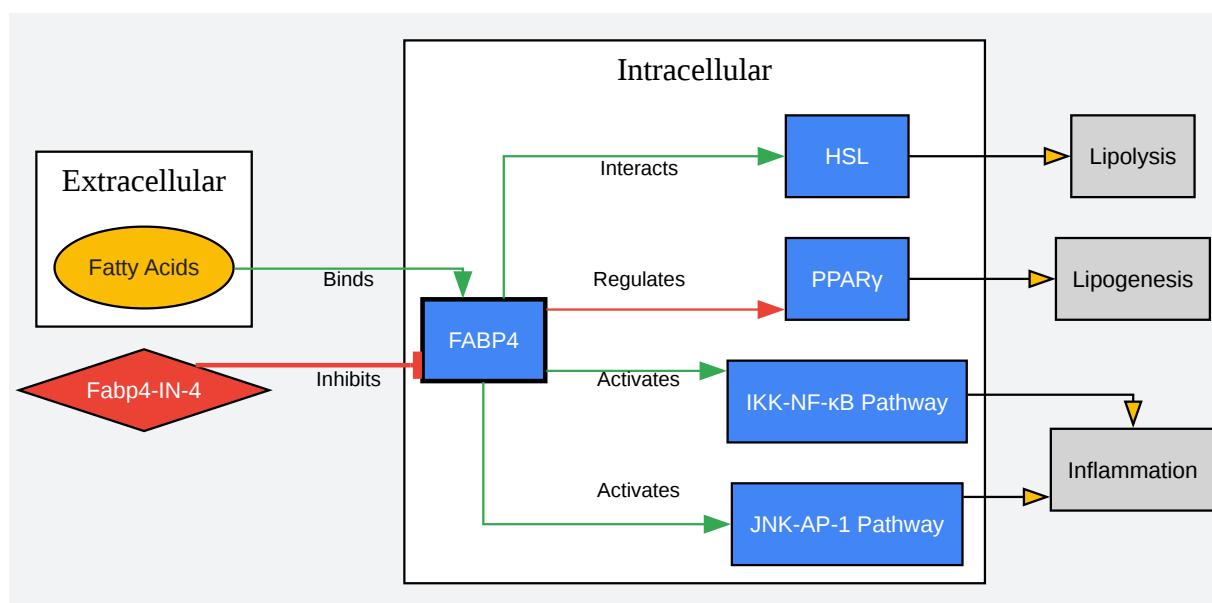 Intracellular
Extracellular
Fatty Acids
Fabp4-IN-4
Binds
Inhibits
FABP4
Interacts
Regulates
Activates
Activates
HSL
PPARγ
IKK-NF-κB Pathway
JNK-AP-1 Pathway
Lipolysis
Lipogenesis
Inflammation